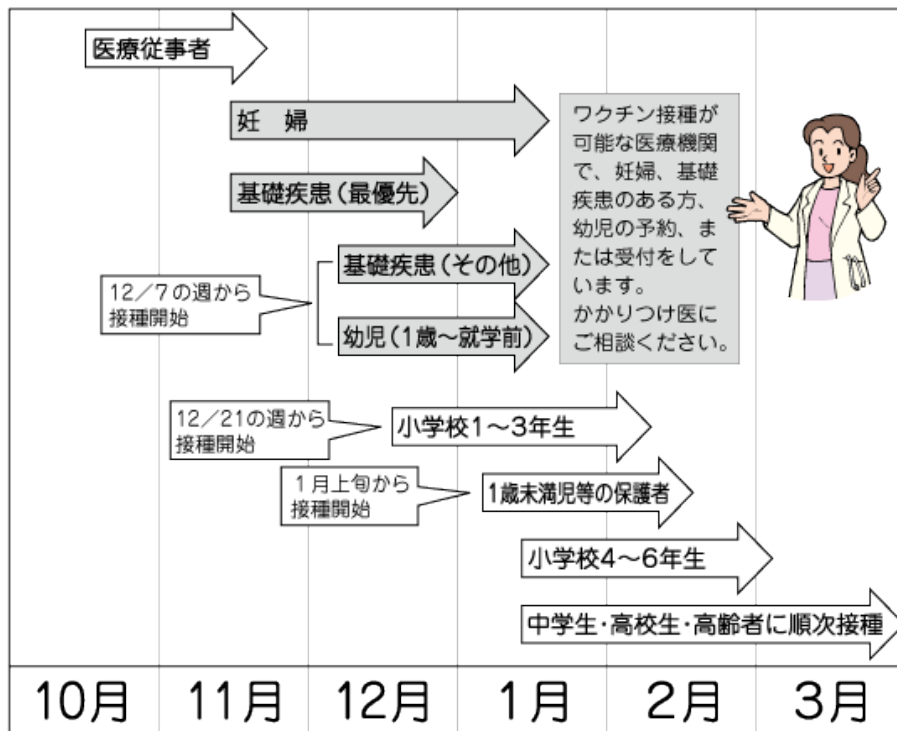 医療従事者
妊 婦
基礎疾患(最優先)
基礎疾患(その他)
12/7の週から
接種開始
幼児(1歳~就学前)
ワクチン接種が
可能な医療機関
で、妊婦、基礎
疾患のある方、
幼児の予約、ま
たは受付をして
います。
かかりつけ医に
ご相談ください。
12/21の週から
接種開始
小学校1~3年生
1月上旬から
接種開始
1歳未満児等の保護者
小学校4~6年生
中学生・高校生・高齢者に順次接種
10月 11月 12月 1月 2月 3月